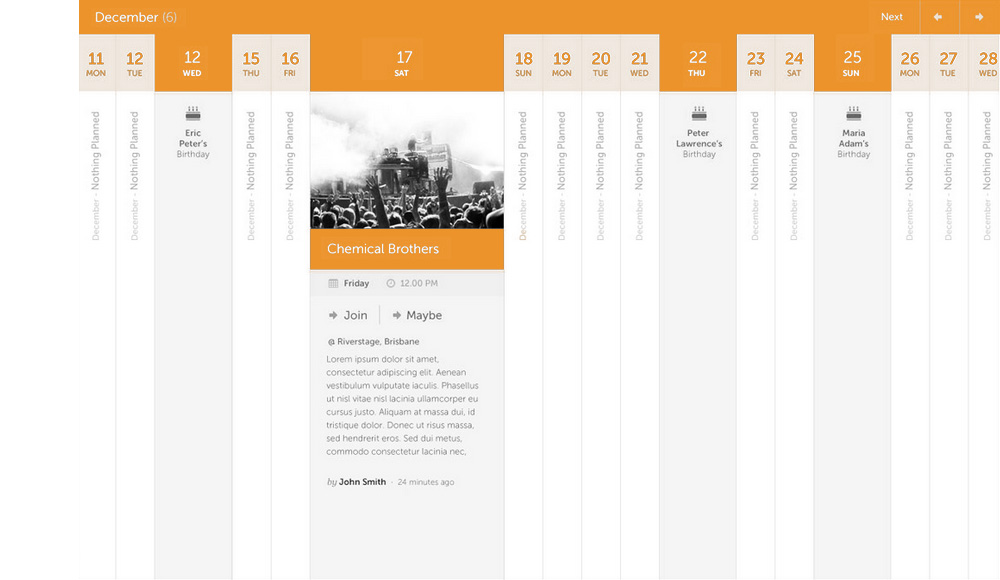 December (6)
Next
11
MON
12
TUE
12
WED
15
THU
16
FRI
17
SAT
18
SUN
19
MON
20
TUE
21
WED
22
THU
23
FRI
24
SAT
25
SUN
26
MON
27
TUE
28
WED
December - Nothing Planned
December - Nothing Planned
Eric
Peter's
Birthday
December - Nothing Planned
December - Nothing Planned
Chemical Brothers
Friday
12.00 PM
Join
Maybe
@ Riverstage, Brisbane
Lorem ipsum dolor sit amet,
consectetur adipiscing elit. Aenean
vestibulum vulputate iaculis. Phasellus
ut nisl vitae nisl lacinia ullamcorper eu
cursus justo. Aliquam at massa dui, id
tristique dolor. Donec ut risus massa,
sed hendrerit eros. Sed dui metus,
commodo consectetur lacinia nec,
by John Smith · 24 minutes ago
December - Nothing Planned
December - Nothing Planned
December - Nothing Planned
December - Nothing Planned
Peter
Lawrence's
Birthday
December - Nothing Planned
December - Nothing Planned
Maria
Adam's
Birthday
December - Nothing Planned
December - Nothing Planned
December - Nothing Planned